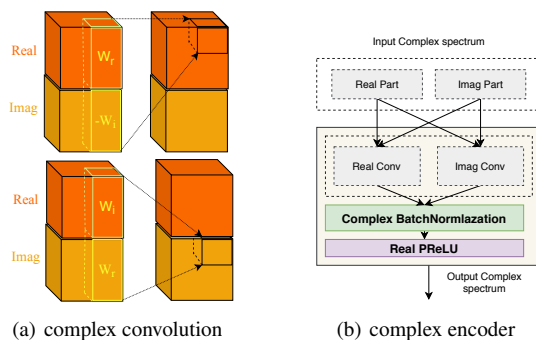 Real
Wr
Imag
-Wi
Real
Wi
Imag
Wr
(a) complex convolution
Input Complex spectrum
Real Part
Imag Part
Real Conv
Imag Conv
Complex BatchNormlazation
Real PReLU
Output Complex
spectrum
(b) complex encoder